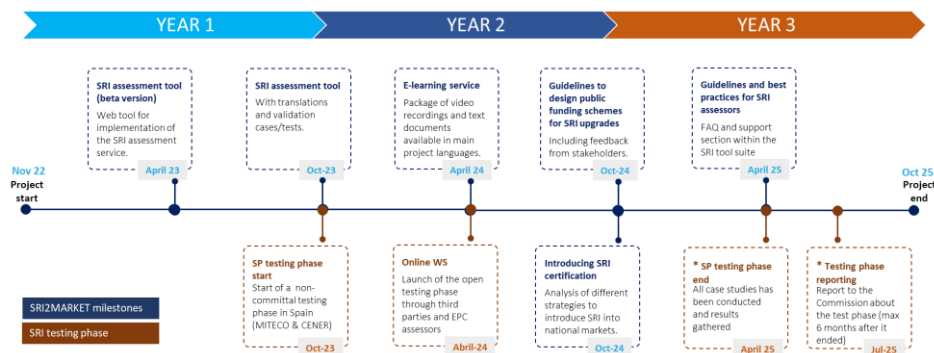 YEAR 1
YEAR 2
YEAR 3
SRI assessment tool
(beta version)
Web tool for
implementation of
the SRI assessment
service.
April 23
SRI assessment tool
With translations
and validation
cases/tests.
Oct-23
E-learning service
Package of video
recordings and text
documents
available in main
project languages.
April 24
Guidelines to
design public
funding schemes
for SRI upgrades
Including feedback
from stakeholders.
Oct-24
Guidelines and best
practices for SRI
assessors
FAQ and support
section within the
SRI tool suite
April 25
Nov 22
Project
start
Oct 25
Project
end
SP testing phase
start
Start of a non-
committal testing
phase in Spain
(MITECO & CENER)
Oct-23
Online WS
Launch of the open
testing phase
through third
parties and EPC
assessors
Abril-24
Introducing SRI
certification
Analysis of different
strategies to
introduce SRI into
national markets.
Oct-24
* SP testing phase
end
All case studies has
been conducted
and results
gathered
April 25
* Testing phase
reporting
Report to the
Commission about
the test phase (max
6 months after it
ended)
Jul-25
SRI2MARKET milestones
SRI testing phase